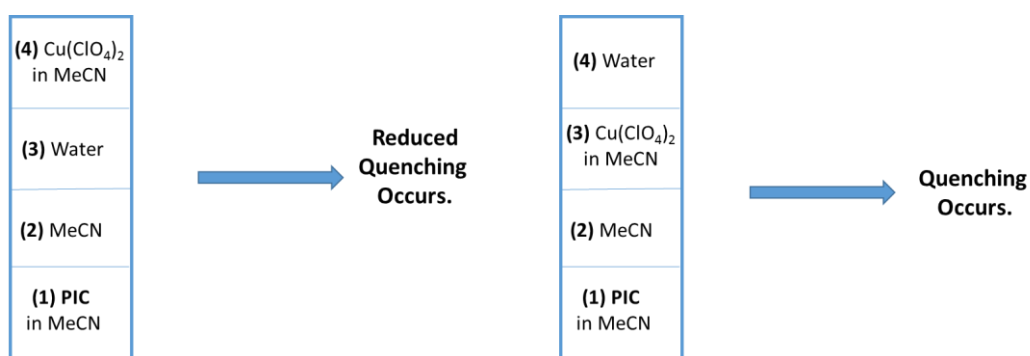 (4) Cu(ClO₄)₂
in MeCN
(3) Water
(2) MeCN
(1) PIC
in MeCN
Reduced
Quenching
Occurs.
(4) Water
(3) Cu(ClO₄)₂
in MeCN
(2) MeCN
(1) PIC
in MeCN
Quenching
Occurs.